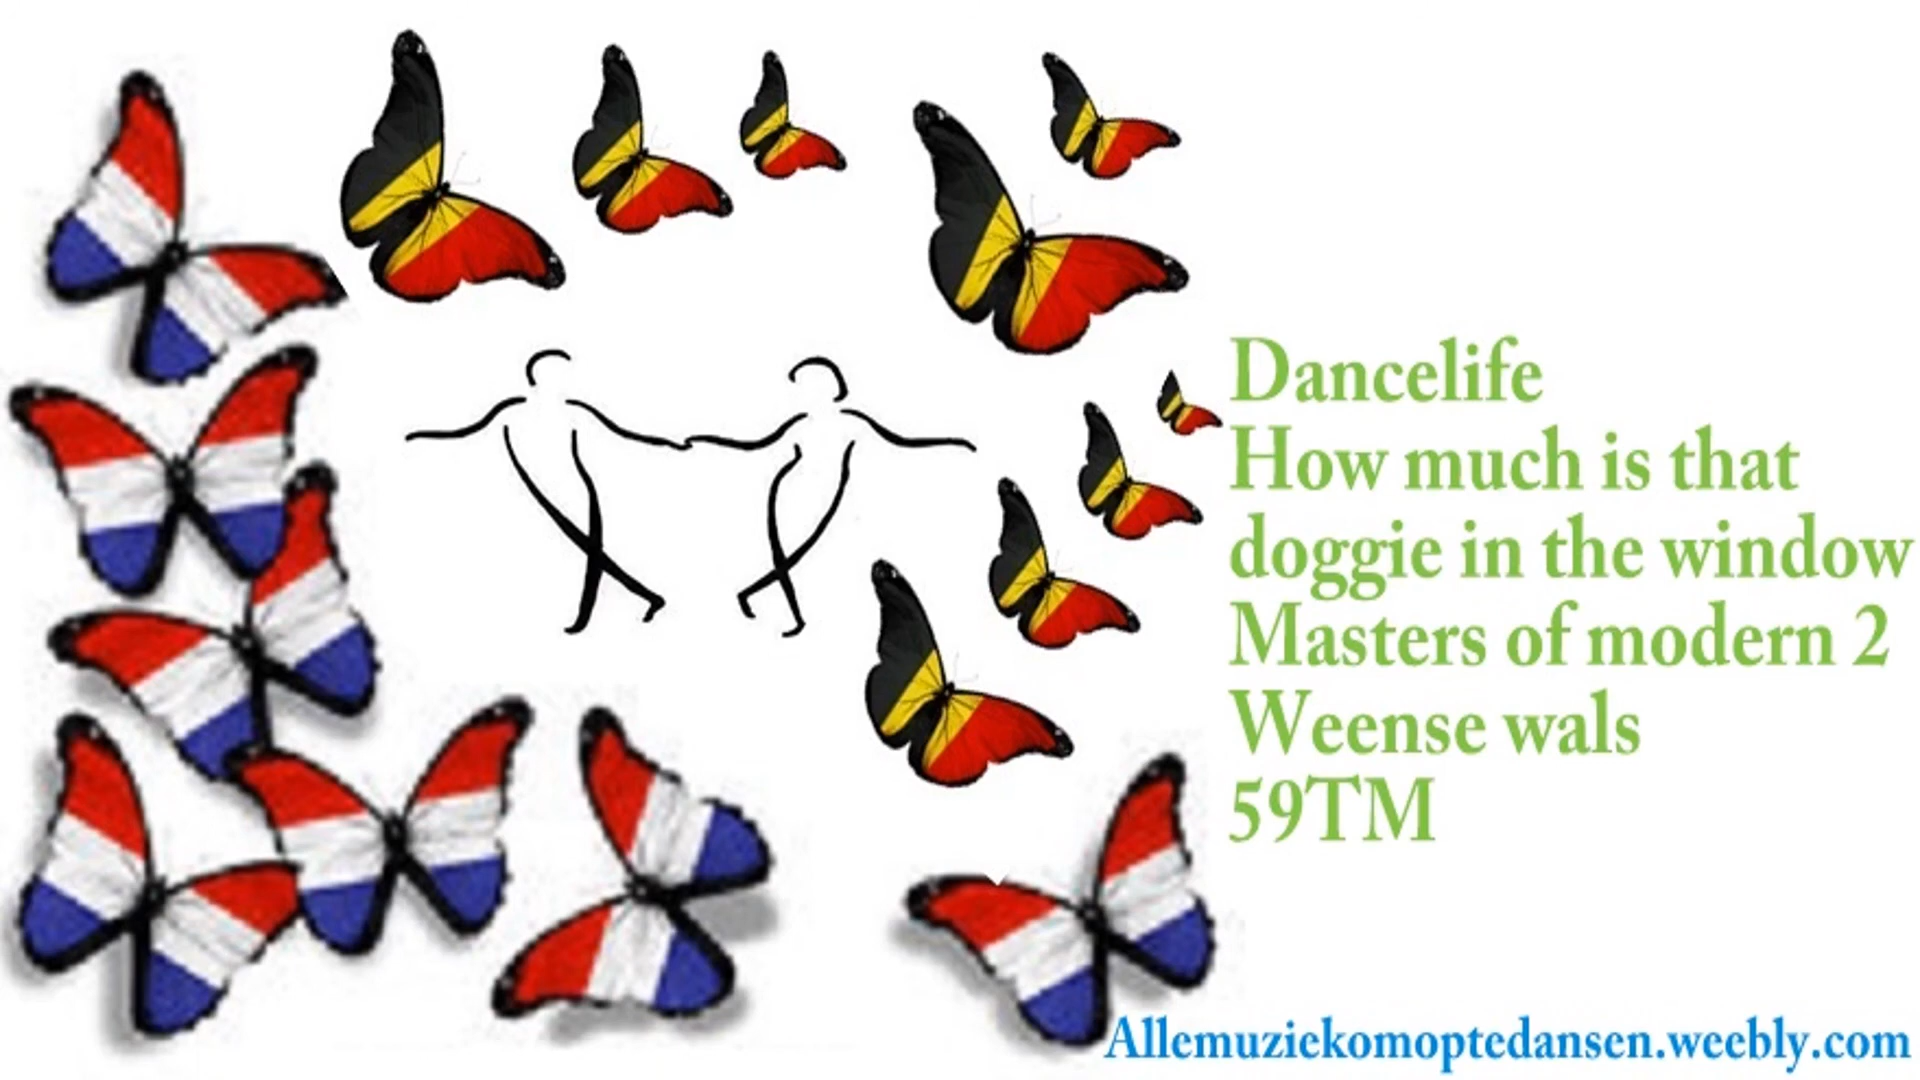 Dancelife
How much is that
doggie in the window
Masters of modern 2
Weense wals
59TM
Allemuziekomoptedansen.weebly.com